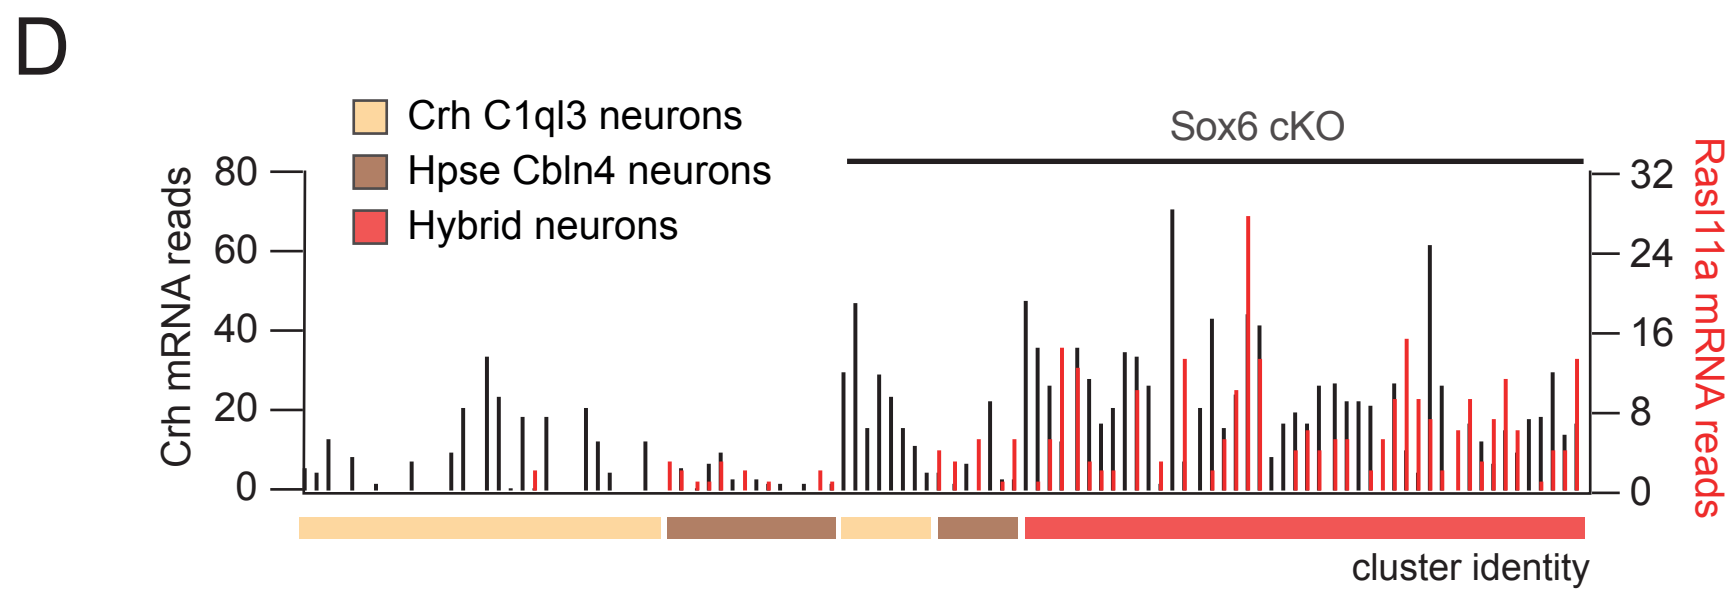 D
Crh C1ql3 neurons
Hpse Cbln4 neurons
Hybrid neurons
Sox6 cKO
Crh mRNA reads
80
60
40
20
0
32
24
16
8
0
Rasl11a mRNA reads
cluster identity